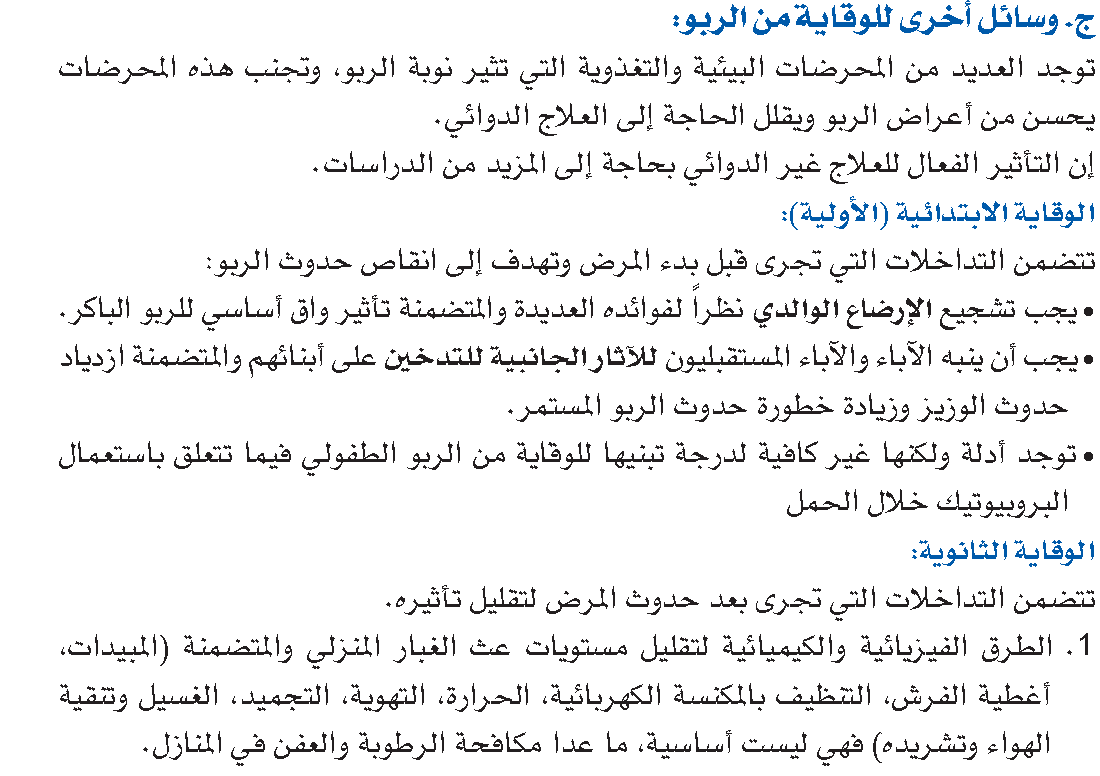 ج. وسائل أخرى للوقاية من الربو:
توجد العديد من المحرضات البيئية والتغذوية التي تثير نوبة الربو، وتجنب هذه المحرضات
يحسن من أعراض الربو ويقلل الحاجة إلى العلاج الدوائي.
إن التأثير الفعال للعلاج غير الدوائي بحاجة إلى المزيد من الدراسات.
الوقاية الابتدائية (الأولية):
تتضمن التداخلات التي تجرى قبل بدء المرض وتهدف إلى انقاص حدوث الربو:
• يجب تشجيع الإرضاع الوالدي نظراً لفوائده العديدة والمتضمنة تأثير واق أساسي للربو الباكر.
• يجب أن ينبه الآباء والآباء المستقبليون للآثار الجانبية للتدخين على أبنائهم والمتضمنة ازدياد
حدوث الوزيز وزيادة خطورة حدوث الربو المستمر.
• توجد أدلة ولكنها غير كافية لدرجة تبنيها للوقاية من الربو الطفولي فيما تتعلق باستعمال
البروبيوتيك خلال الحمل
الوقاية الثانوية:
تتضمن التداخلات التي تجرى بعد حدوث المرض لتقليل تأثيره.
1. الطرق الفيزيائية والكيميائية لتقليل مستويات عث الغبار المنزلي والمتضمنة (المبيدات،
أغطية الفرش، التنظيف بالمكنسة الكهربائية، الحرارة، التهوية، التجميد، الغسيل وتنقية
الهواء وتشريده) فهي ليست أساسية، ما عدا مكافحة الرطوبة والعفن في المنازل.